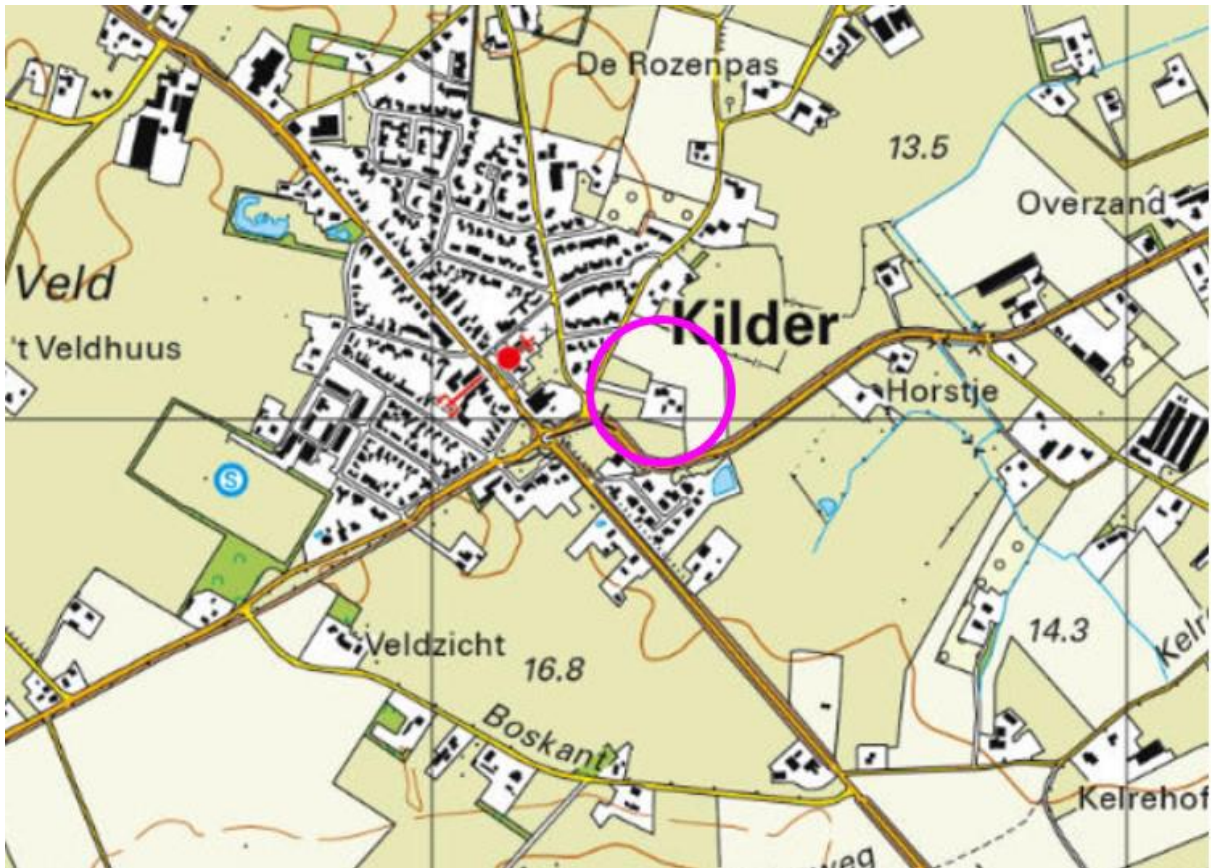 De Rozenpas
13.5
Overzand
Veld
't Veldhuus
Kilder
Horstje
S
14.3
Veldzicht
16.8
Boskant
Kelrehof